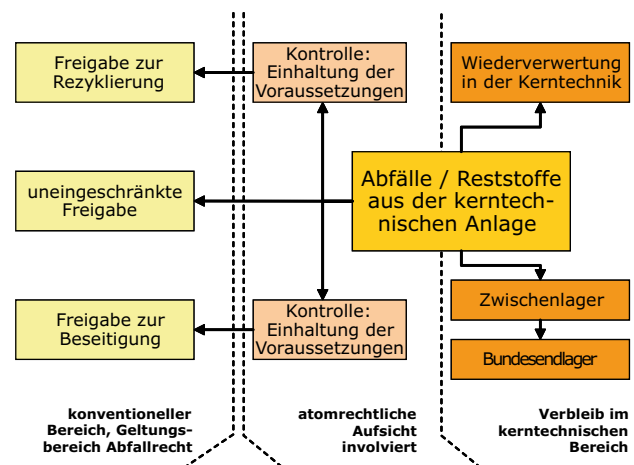 Freigabe zur
Rezyklierung
Kontrolle:
Einhaltung der
Voraussetzungen
Wiederverwertung
in der Kerntechnik
uneingeschränkte
Freigabe
Abfälle / Reststoffe
aus der kerntech-
nischen Anlage
Freigabe zur
Beseitigung
Kontrolle:
Einhaltung der
Voraussetzungen
Zwischenlager
Bundesendlager
konventioneller
Bereich, Geltungs-
bereich Abfallrecht
atomrechtliche
Aufsicht
involviert
Verbleib im
kerntechnischen
Bereich